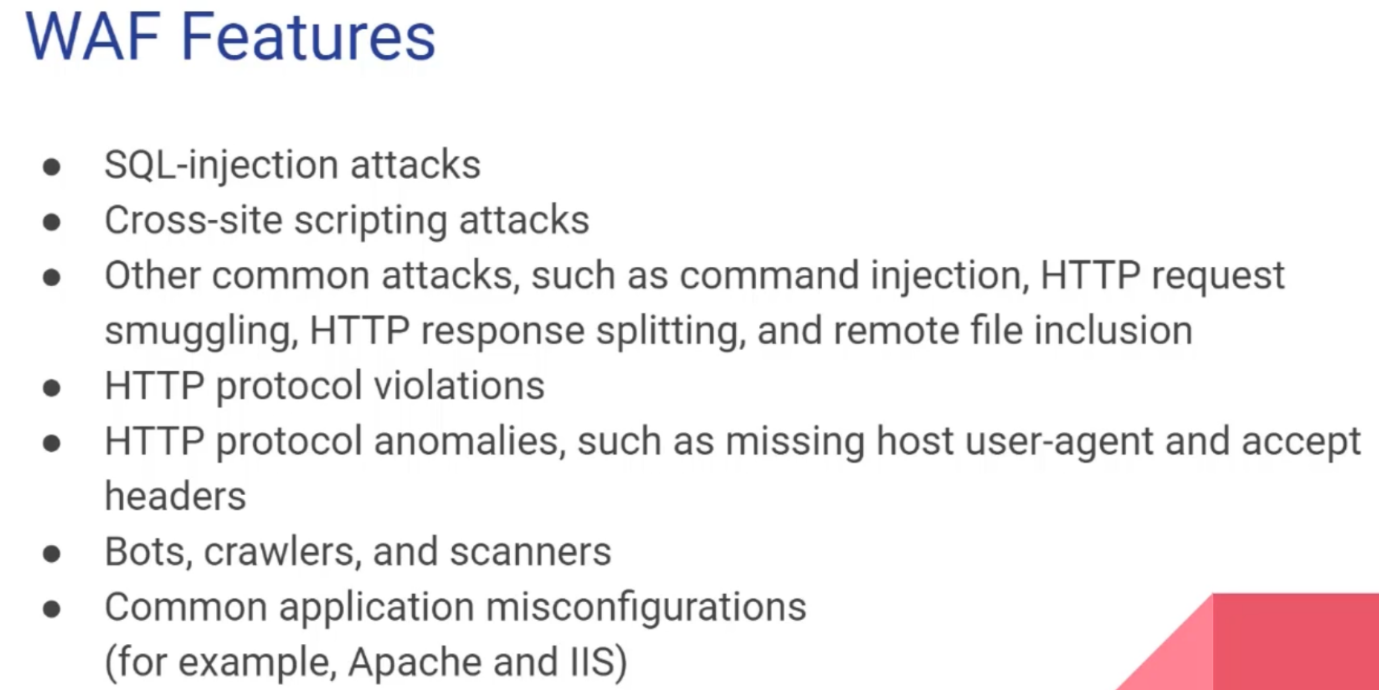 WAF Features
● SQL-injection attacks
● Cross-site scripting attacks
● Other common attacks, such as command injection, HTTP request
smuggling, HTTP response splitting, and remote file inclusion
● HTTP protocol violations
● HTTP protocol anomalies, such as missing host user-agent and accept
headers
● Bots, crawlers, and scanners
● Common application misconfigurations
(for example, Apache and IIS)